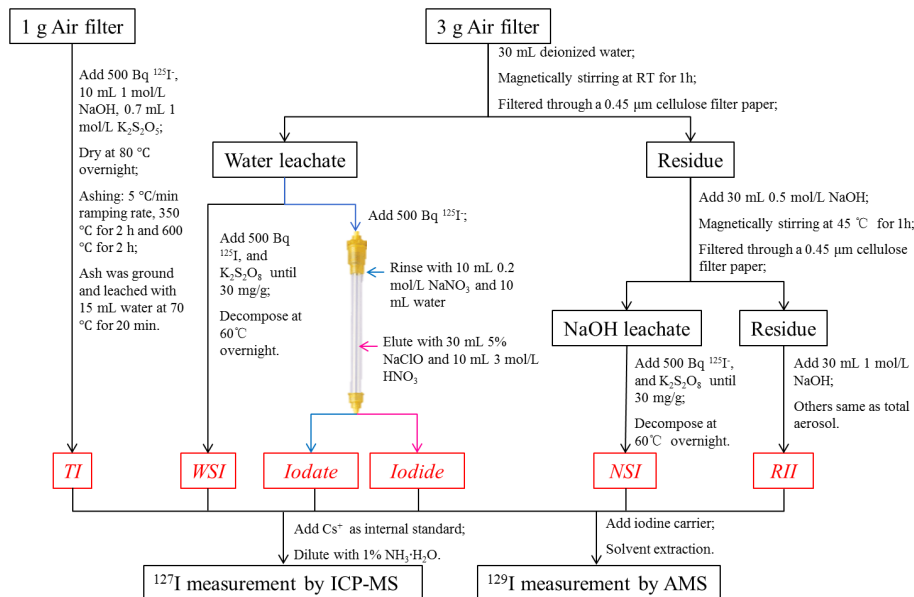 1 g Air filter
3 g Air filter
Add 500 Bq ¹²⁵I⁻,
10 mL 1 mol/L
NaOH, 0.7 mL 1
mol/L K₂S₂O₅;
Dry at 80 ℃
overnight;
Ashing: 5 ℃/min
ramping rate, 350
℃ for 2 h and 600
℃ for 2 h;
Ash was ground
and leached with
15 mL water at 70
℃ for 20 min.
30 mL deionized water;
Magnetically stirring at RT for 1h;
Filtered through a 0.45 μm cellulose filter paper;
Water leachate
Residue
Add 500 Bq
¹²⁵I, and
K₂S₂O₈ until
30 mg/g;
Decompose at
60℃
overnight.
Add 500 Bq ¹²⁵I⁻;
Rinse with 10 mL 0.2
mol/L NaNO₃ and 10
mL water
Elute with 30 mL 5%
NaClO and 10 mL 3 mol/L
HNO₃
Add 30 mL 0.5 mol/L NaOH;
Magnetically stirring at 45 ℃ for 1h;
Filtered through a 0.45 μm cellulose
filter paper;
NaOH leachate
Residue
Add 500 Bq ¹²⁵I⁻,
and K₂S₂O₈ until
30 mg/g;
Decompose at
60℃ overnight.
Add 30 mL 1 mol/L
NaOH;
Others same as total
aerosol.
TI
WSI
Iodate
Iodide
NSI
RII
Add Cs⁺ as internal standard;
Dilute with 1% NH₃·H₂O.
Add iodine carrier;
Solvent extraction.
¹²⁷I measurement by ICP-MS
¹²⁹I measurement by AMS